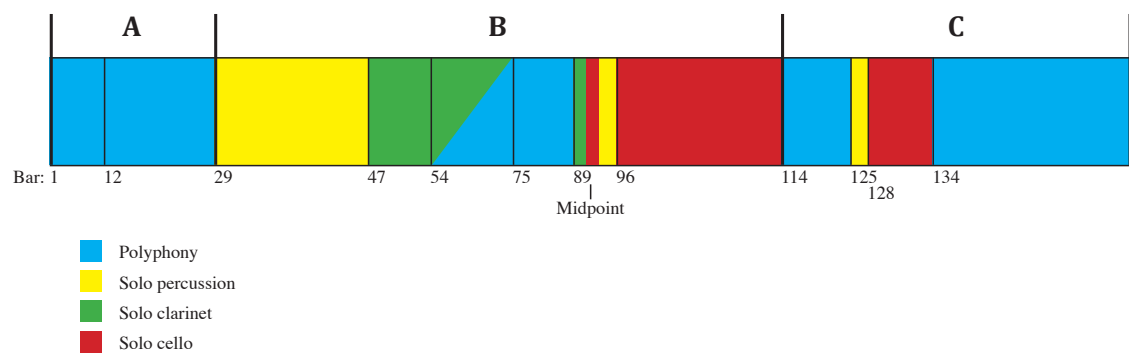 A B C
Bar: 1 12 29 47 54 75 89 96 114 125 134
128
Midpoint
Polyphony
Solo percussion
Solo clarinet
Solo cello